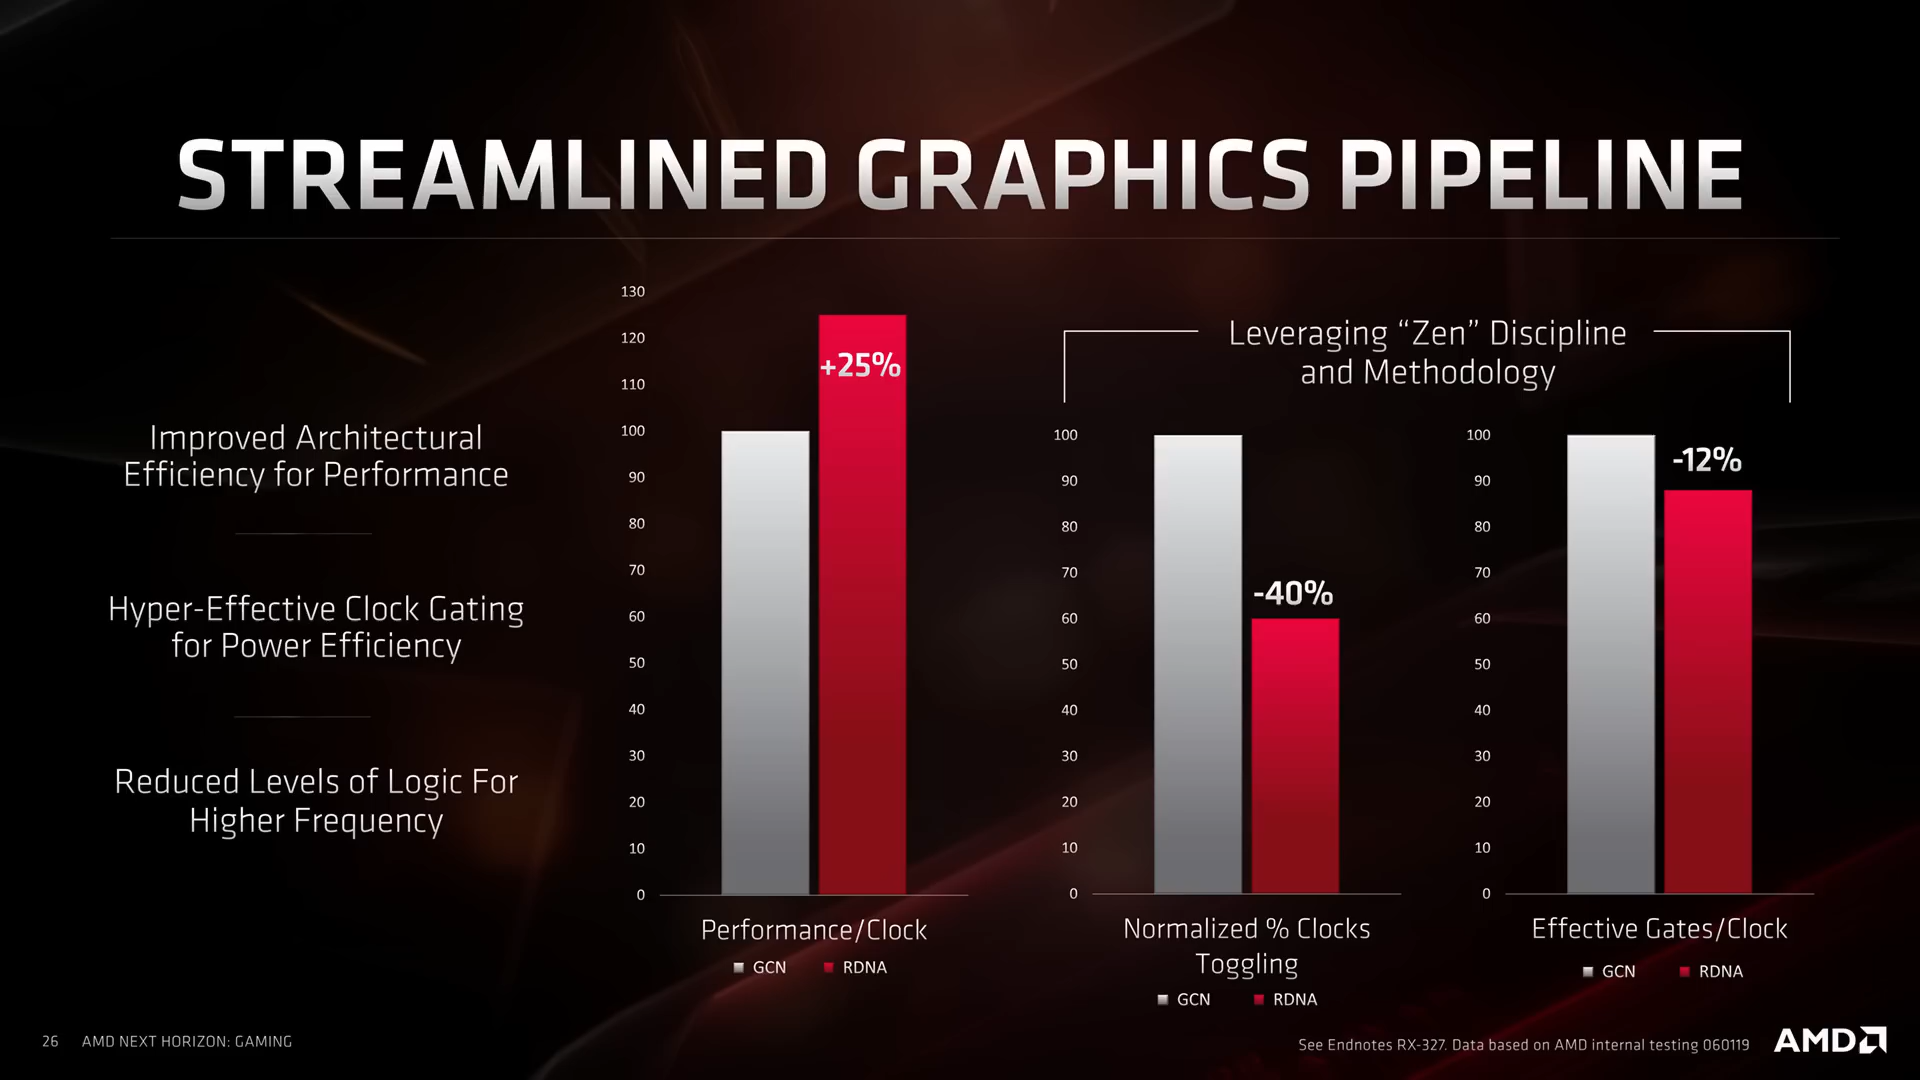 STREAMLINED GRAPHICS PIPELINE
Improved Architectural
Efficiency for Performance
Hyper-Effective Clock Gating
for Power Efficiency
Reduced Levels of Logic For
Higher Frequency
130
120
110
100
90
80
70
60
50
40
30
20
10
0
+25%
Performance/Clock
GCN RDNA
Leveraging “Zen” Discipline
and Methodology
100
90
80
70
60
50
40
30
20
10
0
-40%
Normalized % Clocks
Toggling
GCN RDNA
100
90
80
70
60
50
40
30
20
10
0
-12%
Effective Gates/Clock
GCN RDNA
26 AMD NEXT HORIZON: GAMING
See Endnotes RX-327. Data based on AMD internal testing 060119
AMD